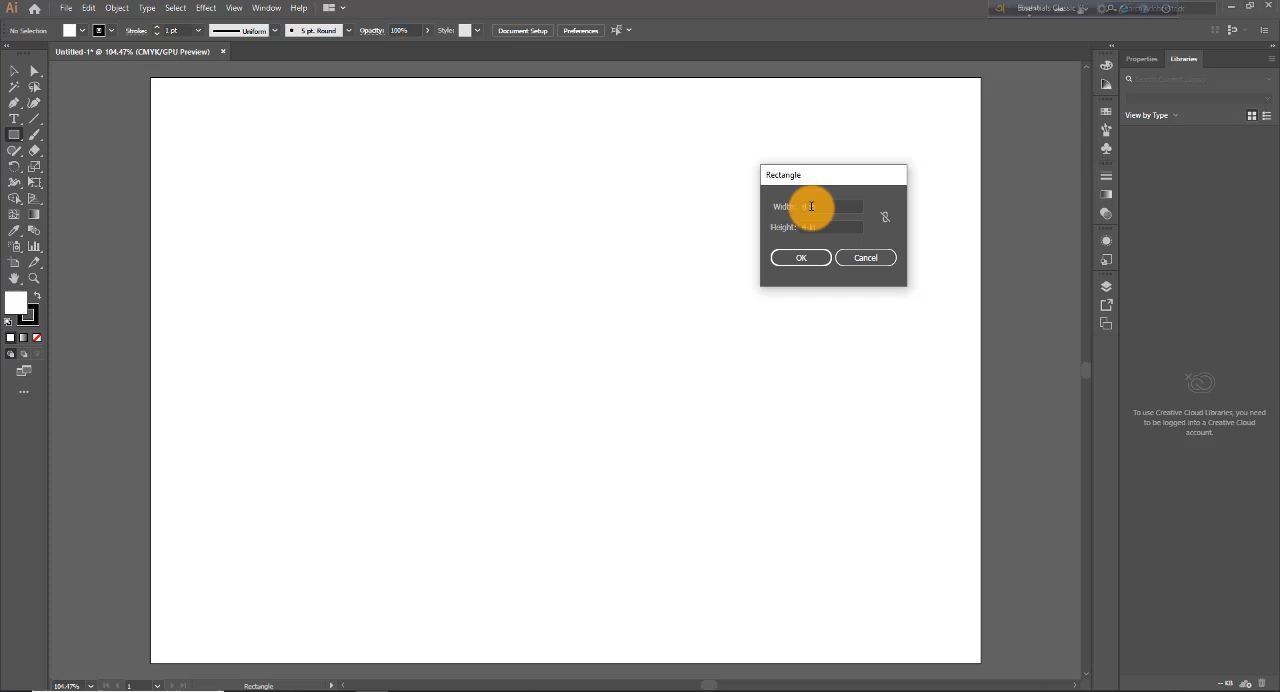 Ai File Edit Object Type Select Effect View Window Help Essentials Classic
No Selection Stroke: 1 pt Uniform 5 pt. Round Opacity: 100% Style: Document Setup Preferences
Untitled-1* @ 104.47% (CMYK/GPU Preview) ×
Properties Libraries
View by Type
Rectangle
Width:
Height:
OK Cancel
To use Creative Cloud Libraries, you need
to be logged into a Creative Cloud
account.
104.47% 1 Rectangle -- KB